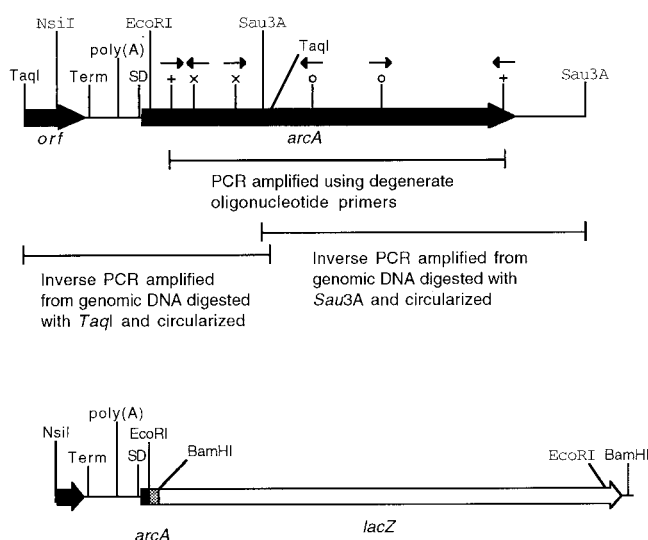 NsiI EcoRI Sau3A
poly(A) TaqI
TaqI Term SD + x x o o + Sau3A
orf arcA
PCR amplified using degenerate
oligonucleotide primers
Inverse PCR amplified
from genomic DNA digested
with TaqI and circularized
Inverse PCR amplified from
genomic DNA digested with
Sau3A and circularized
poly(A)
NsiI EcoRI BamHI EcoRI BamHI
Term SD
arcA lacZ